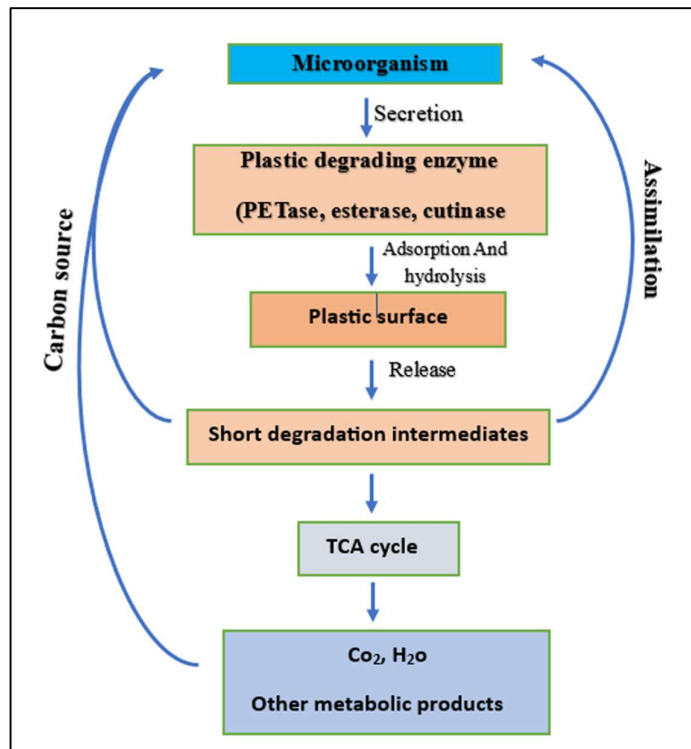 Microorganism
Secretion
Plastic degrading enzyme
(PETase, esterase, cutinase
Adsorption And
hydrolysis
Plastic surface
Release
Short degradation intermediates
TCA cycle
Co₂, H₂o
Other metabolic products
Carbon source
Assimilation